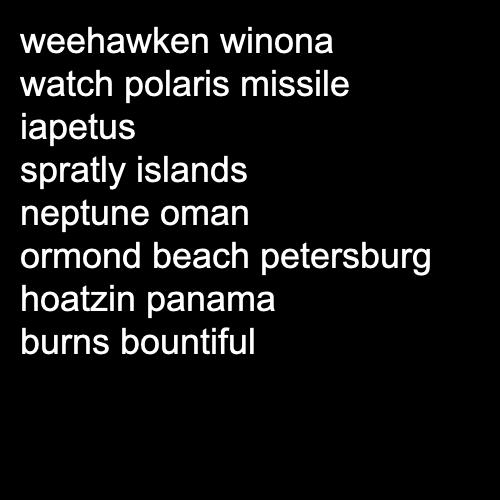 weehawken winona
watch polaris missile
iapetus
spratly islands
neptune oman
ormond beach petersburg
hoatzin panama
burns bountiful